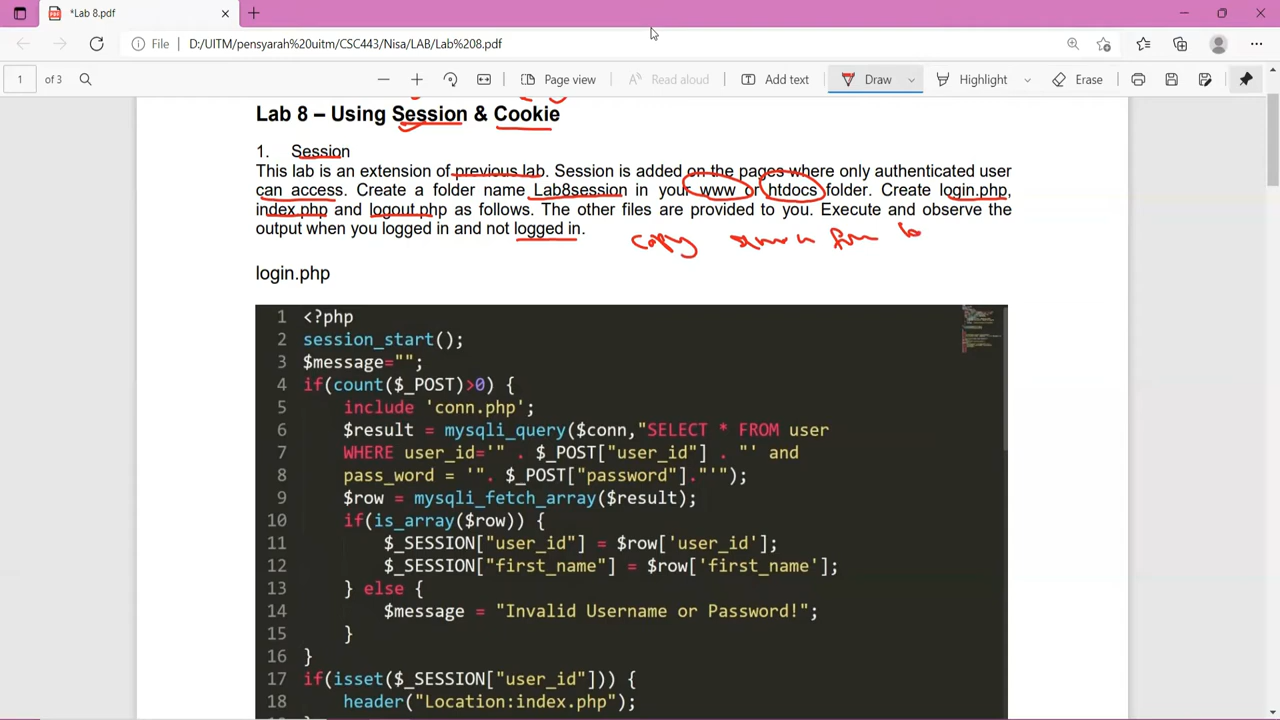 *Lab 8.pdf
File D:/UITM/pensyarah%20uitm/CSC443/Nisa/LAB/Lab%208.pdf
1 of 3 Page view Read aloud Add text Draw Highlight Erase
Lab 8 – Using Session & Cookie
1. Session
This lab is an extension of previous lab. Session is added on the pages where only authenticated user
can access. Create a folder name Lab8session in your www or htdocs folder. Create login.php,
index.php and logout.php as follows. The other files are provided to you. Execute and observe the
output when you logged in and not logged in.
copy
login.php
1 <?php
2 session_start();
3 $message="";
4 if(count($_POST)>0) {
5 include 'conn.php';
6 $result = mysqli_query($conn,"SELECT * FROM user
7 WHERE user_id='" . $_POST["user_id"] . "' and
8 pass_word = '". $_POST["password"]."'");
9 $row = mysqli_fetch_array($result);
10 if(is_array($row)) {
11 $_SESSION["user_id"] = $row['user_id'];
12 $_SESSION["first_name"] = $row['first_name'];
13 } else {
14 $message = "Invalid Username or Password!";
15 }
16 }
17 if(isset($_SESSION["user_id"])) {
18 header("Location:index.php");